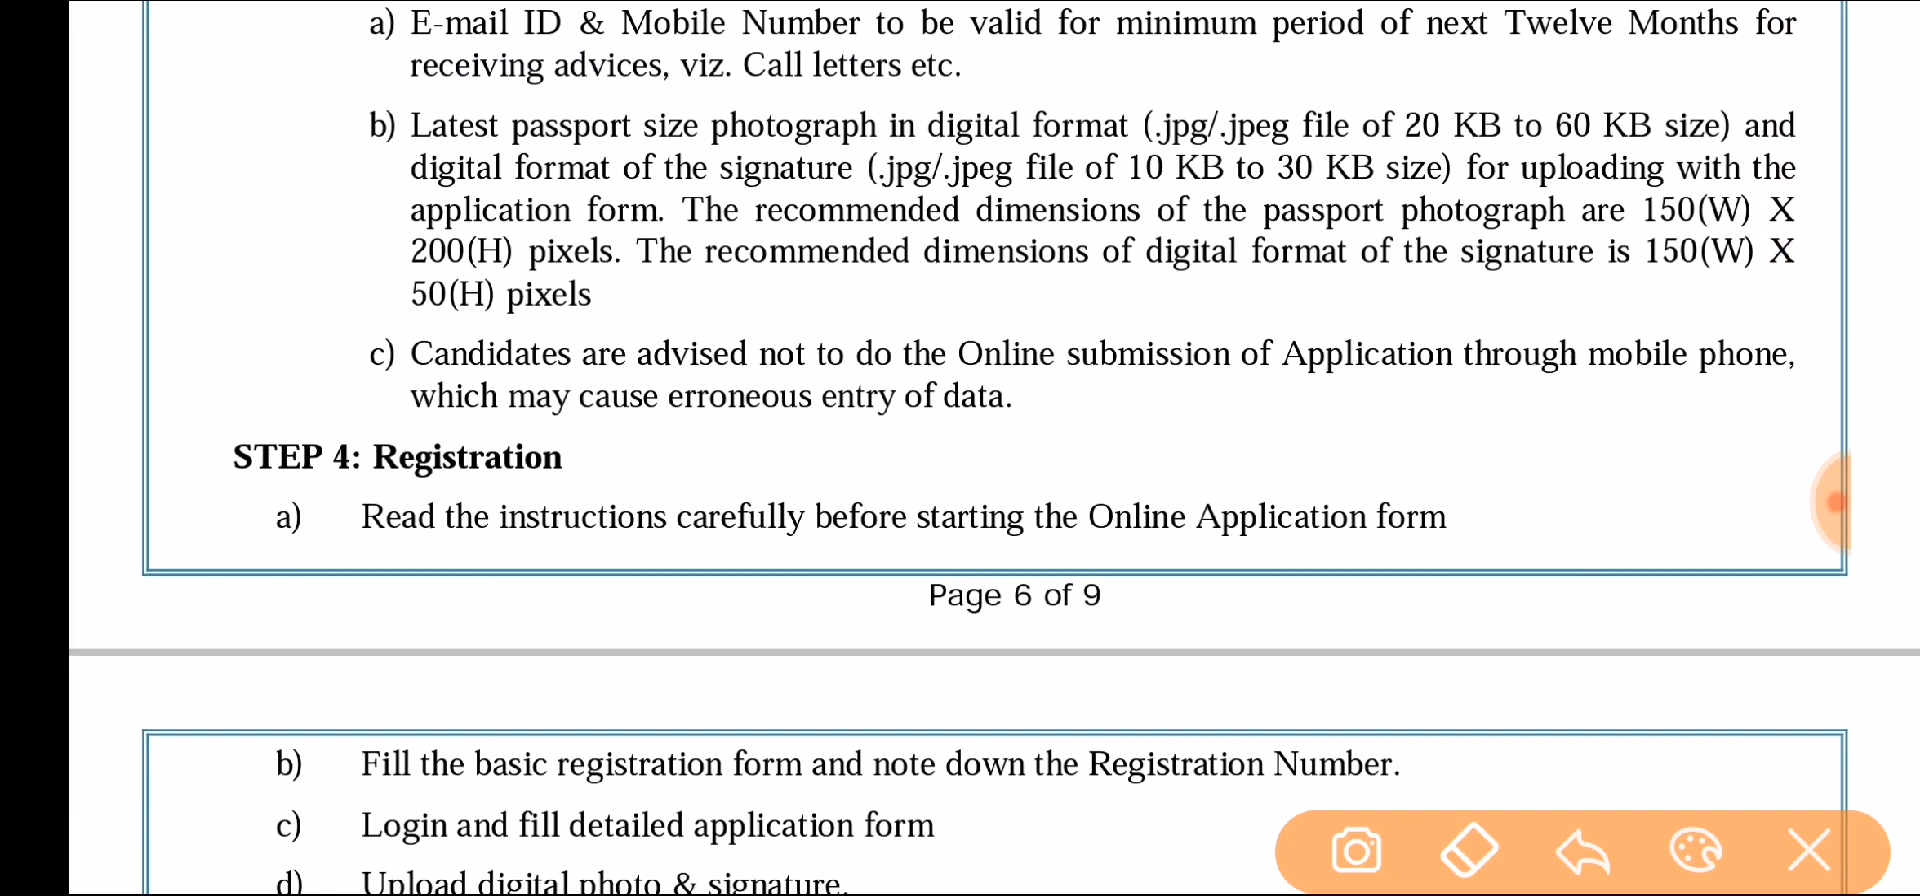 a) E-mail ID & Mobile Number to be valid for minimum period of next Twelve Months for
receiving advices, viz. Call letters etc.
b) Latest passport size photograph in digital format (.jpg/.jpeg file of 20 KB to 60 KB size) and
digital format of the signature (.jpg/.jpeg file of 10 KB to 30 KB size) for uploading with the
application form. The recommended dimensions of the passport photograph are 150(W) X
200(H) pixels. The recommended dimensions of digital format of the signature is 150(W) X
50(H) pixels
c) Candidates are advised not to do the Online submission of Application through mobile phone,
which may cause erroneous entry of data.
STEP 4: Registration
a) Read the instructions carefully before starting the Online Application form
Page 6 of 9
b) Fill the basic registration form and note down the Registration Number.
c) Login and fill detailed application form
d) Upload digital photo & signature.